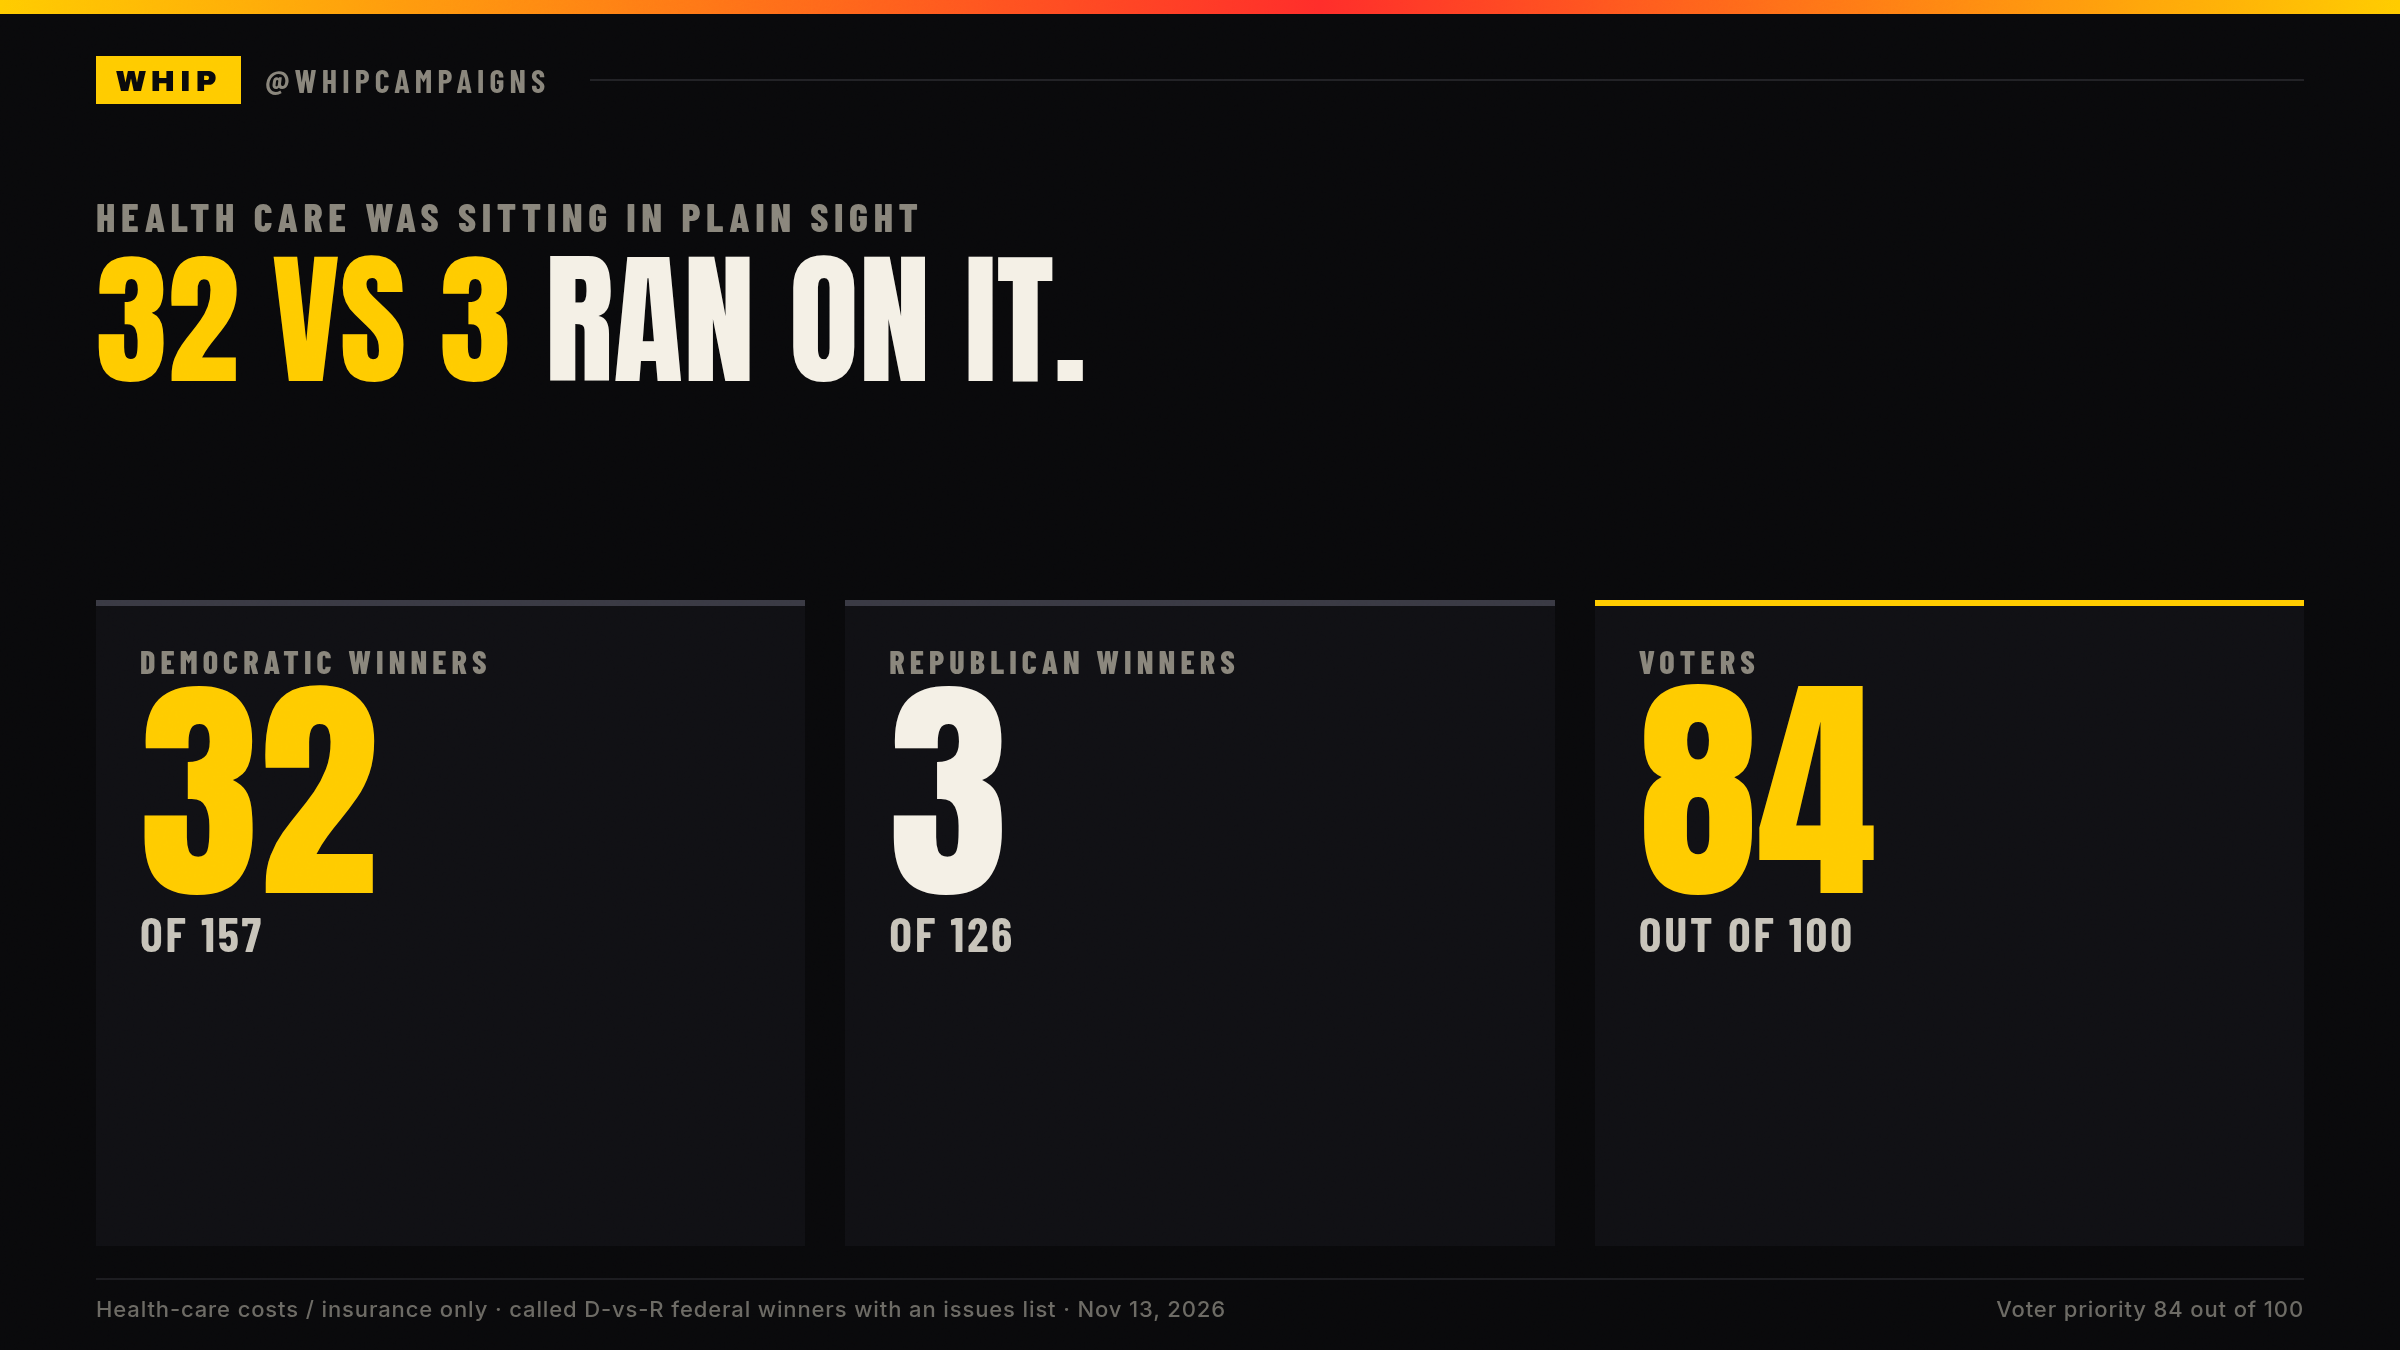 WHIP @WHIPCAMPAIGNS
HEALTH CARE WAS SITTING IN PLAIN SIGHT
32 VS 3 RAN ON IT.
DEMOCRATIC WINNERS
32
OF 157
REPUBLICAN WINNERS
3
OF 126
VOTERS
84
OUT OF 100
Health-care costs / insurance only · called D-vs-R federal winners with an issues list · Nov 13, 2026
Voter priority 84 out of 100